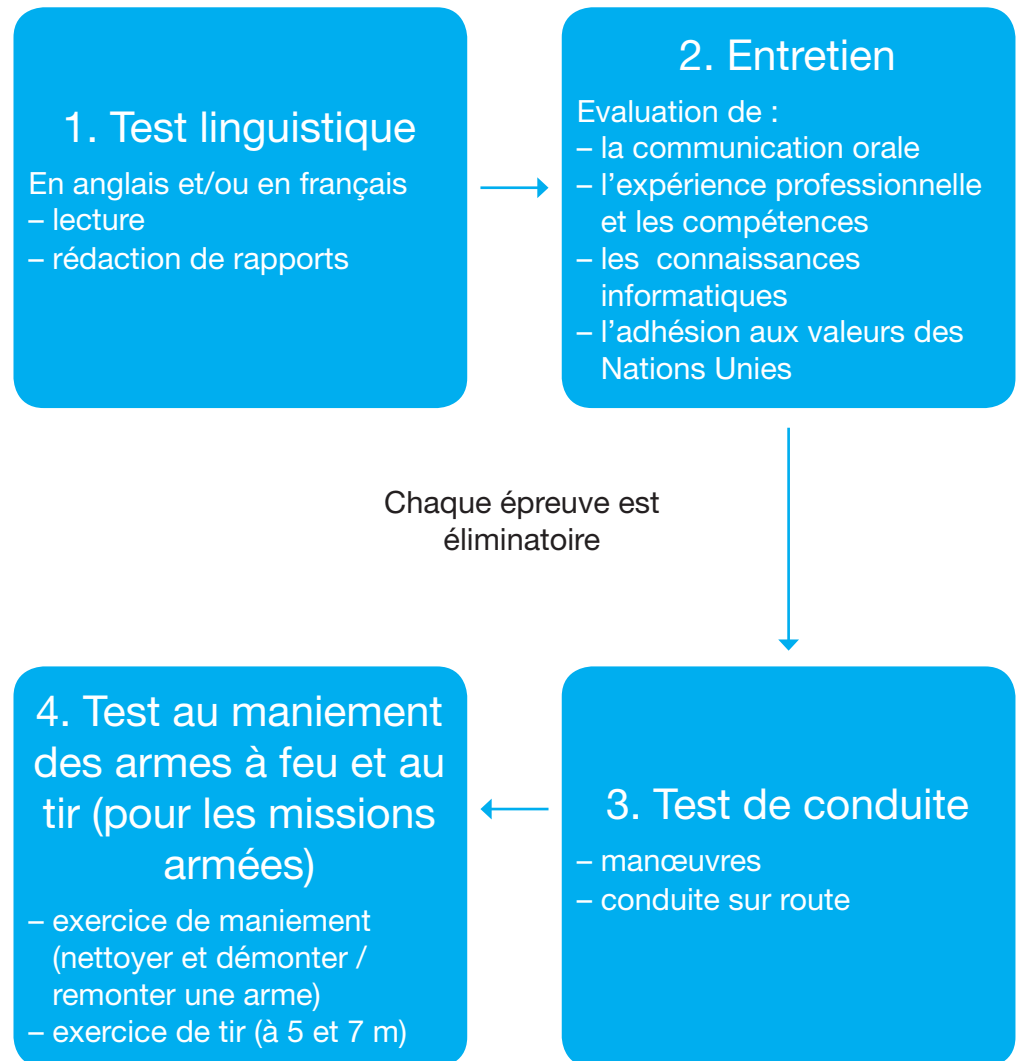 1. Test linguistique
En anglais et/ou en français
– lecture
– rédaction de rapports
2. Entretien
Evaluation de :
– la communication orale
– l’expérience professionnelle
et les compétences
– les connaissances
informatiques
– l’adhésion aux valeurs des
Nations Unies
Chaque épreuve est
éliminatoire
3. Test de conduite
– manœuvres
– conduite sur route
4. Test au maniement
des armes à feu et au
tir (pour les missions
armées)
– exercice de maniement
(nettoyer et démonter /
remonter une arme)
– exercice de tir (à 5 et 7 m)